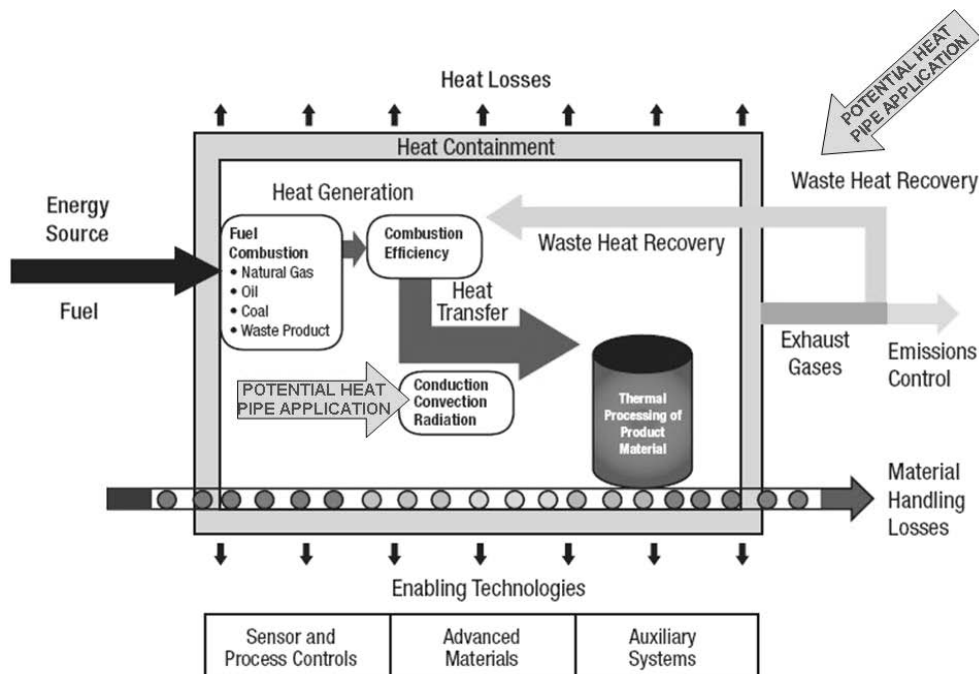 POTENTIAL HEAT
PIPE APPLICATION
Heat Losses
Heat Containment
Waste Heat Recovery
Energy
Source
Fuel
Heat Generation
Fuel
Combustion
• Natural Gas
• Oil
• Coal
• Waste Product
Combustion
Efficiency
Waste Heat Recovery
Heat
Transfer
Exhaust
Gases
Emissions
Control
POTENTIAL HEAT
PIPE APPLICATION
Conduction
Convection
Radiation
Thermal
Processing of
Product
Material
Material
Handling
Losses
Enabling Technologies
Sensor and
Process Controls
Advanced
Materials
Auxiliary
Systems